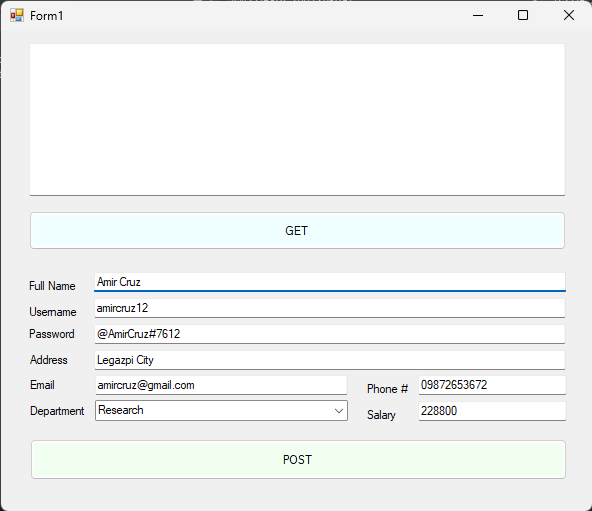 Form1
GET
Full Name Amir Cruz
Username amircruz12
Password @AmirCruz#7612
Address Legazpi City
Email amircruz@gmail.com Phone # 09872653672
Department Research Salary 228800
POST